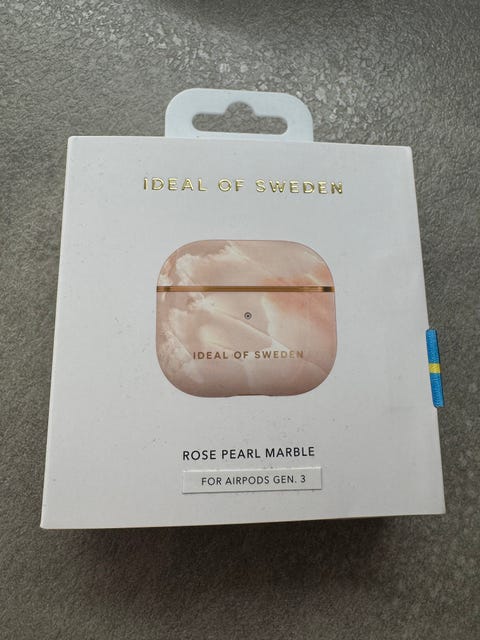 IDEAL OF SWEDEN
IDEAL OF SWEDEN
ROSE PEARL MARBLE
FOR AIRPODS GEN. 3